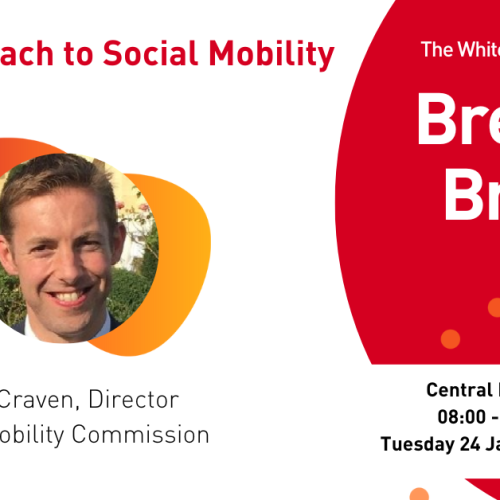 ach to Social Mobility
The White
Bre
Br
Craven, Director
obility Commission
Central
08:00 -
Tuesday 24 Ja